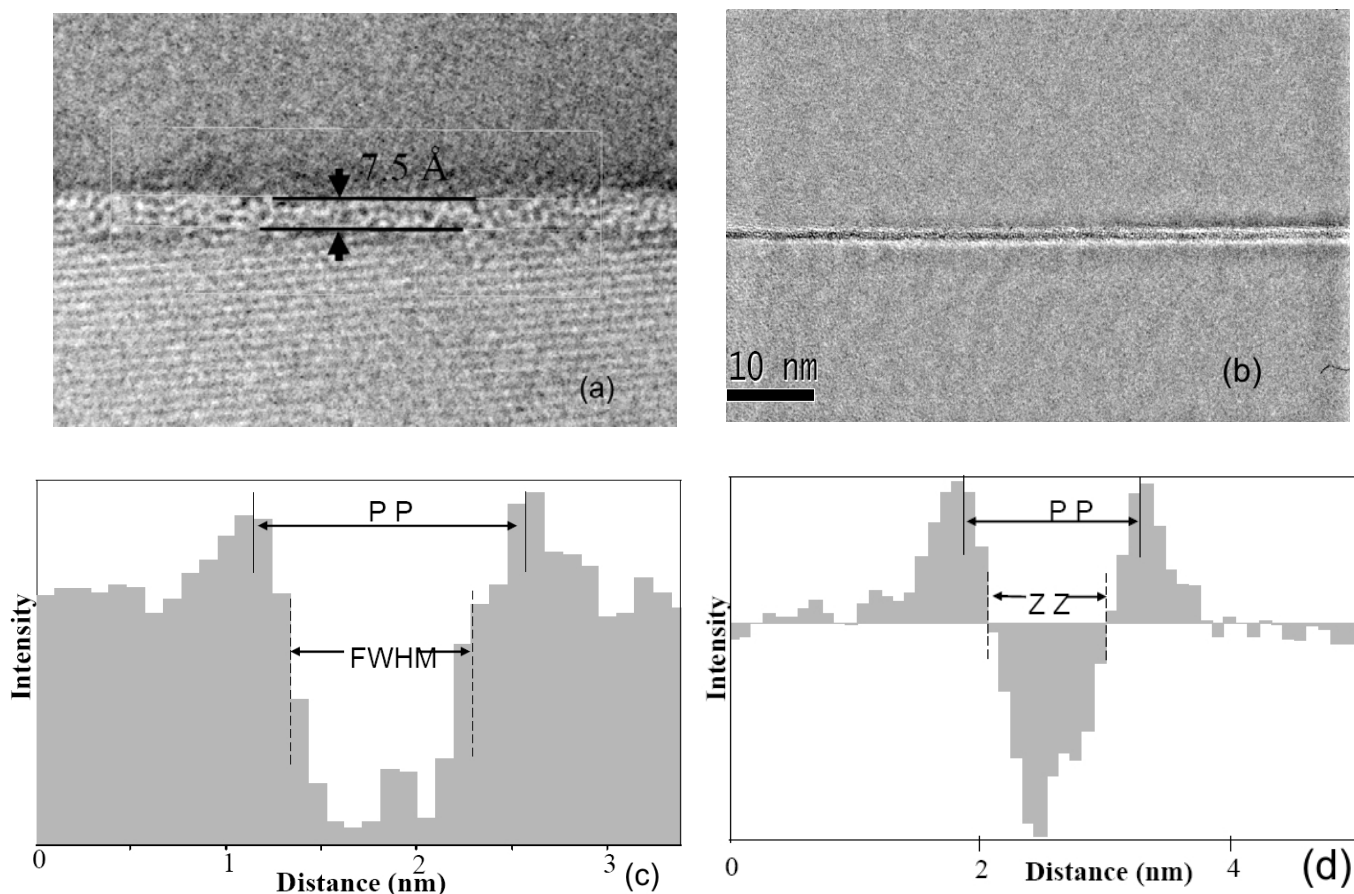 7.5 Å
(a)
10 nm
(b)
P P
FWHM
Intensity
0
1
2
3
Distance (nm)
(c)
P P
Z Z
Intensity
0
2
4
Distance (nm)
(d)